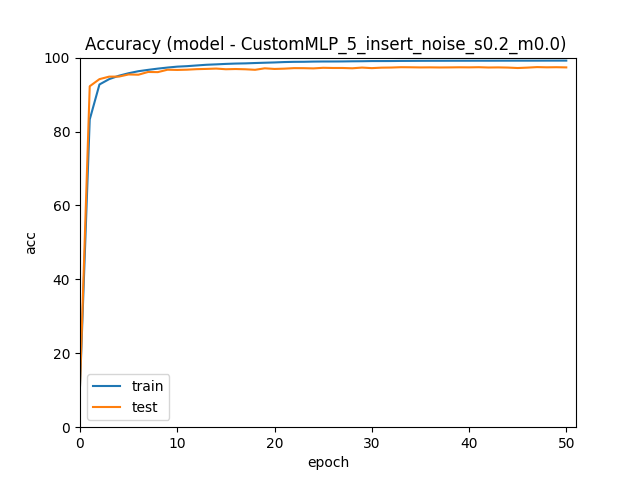 Accuracy (model - CustomMLP_5_insert_noise_s0.2_m0.0)
100
80
60
40
20
0
acc
train
test
0 10 20 30 40 50
epoch